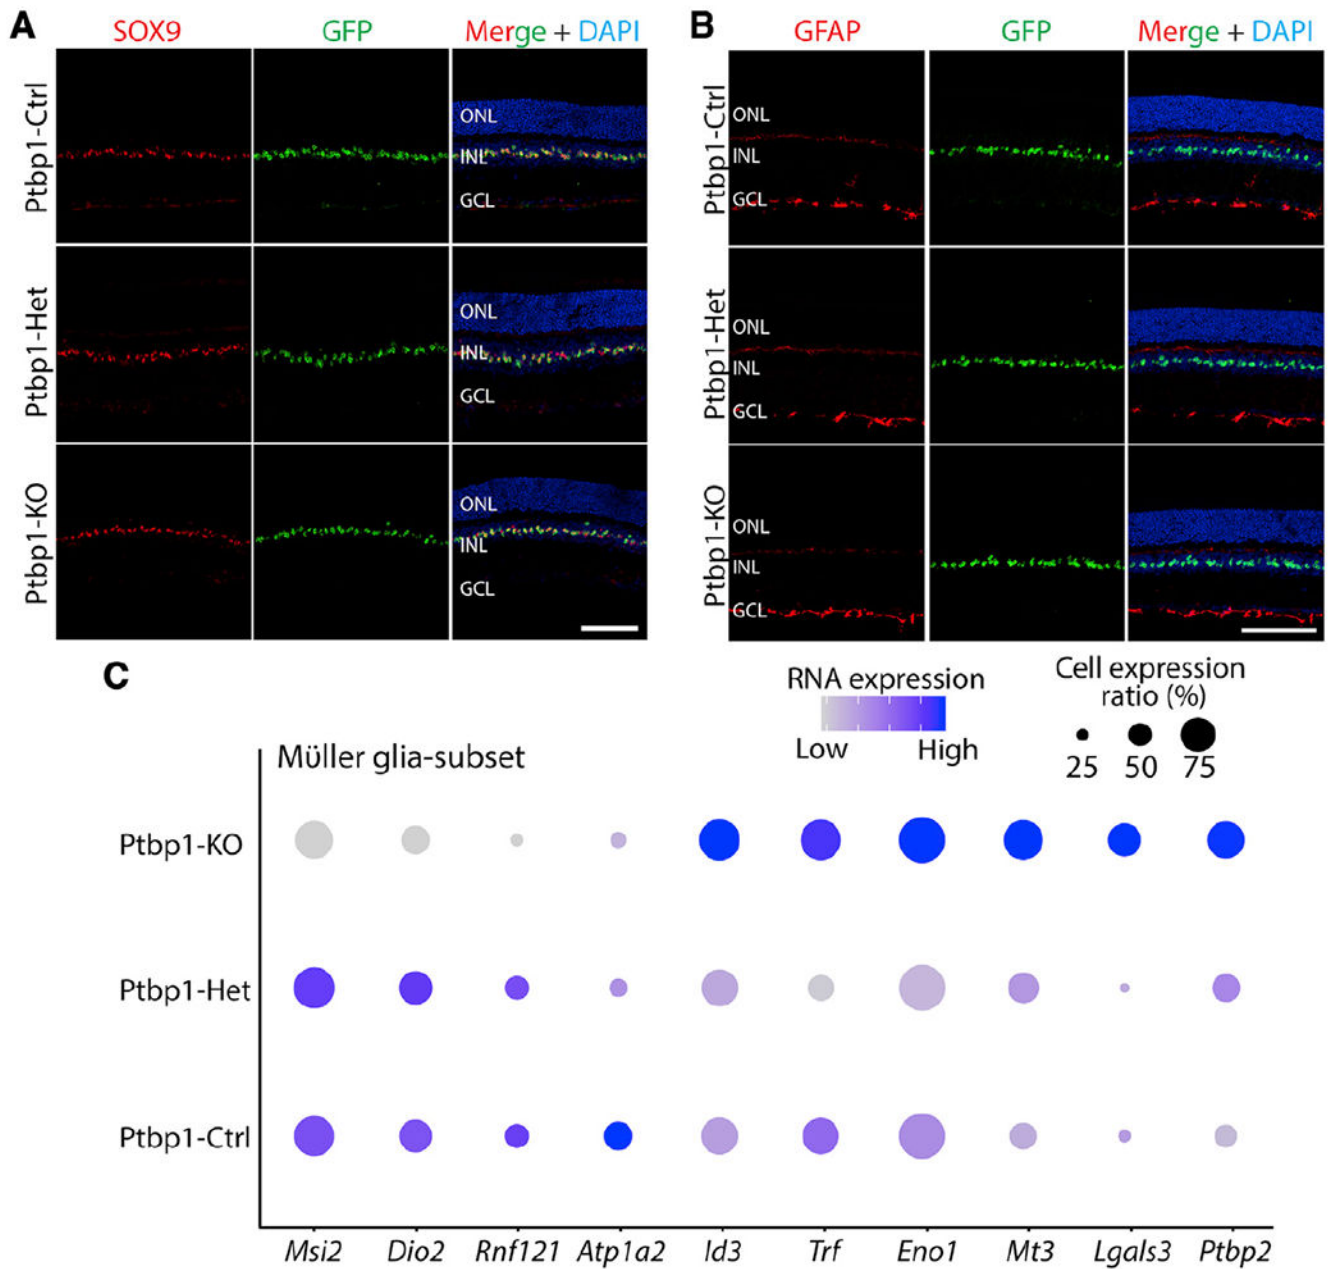 A
SOX9 GFP Merge + DAPI
Ptbp1-Ctrl
ONL
INL
GCL
Ptbp1-Het
ONL
INL
GCL
Ptbp1-KO
ONL
INL
GCL
B
GFAP GFP Merge + DAPI
Ptbp1-Ctrl
ONL
INL
GCL
Ptbp1-Het
ONL
INL
GCL
Ptbp1-KO
ONL
INL
GCL
C
RNA expression
Low High
Cell expression
ratio (%)
25 50 75
Müller glia-subset
Ptbp1-KO
Ptbp1-Het
Ptbp1-Ctrl
Msi2 Dio2 Rnf121 Atp1a2 Id3 Trf Eno1 Mt3 Lgals3 Ptbp2